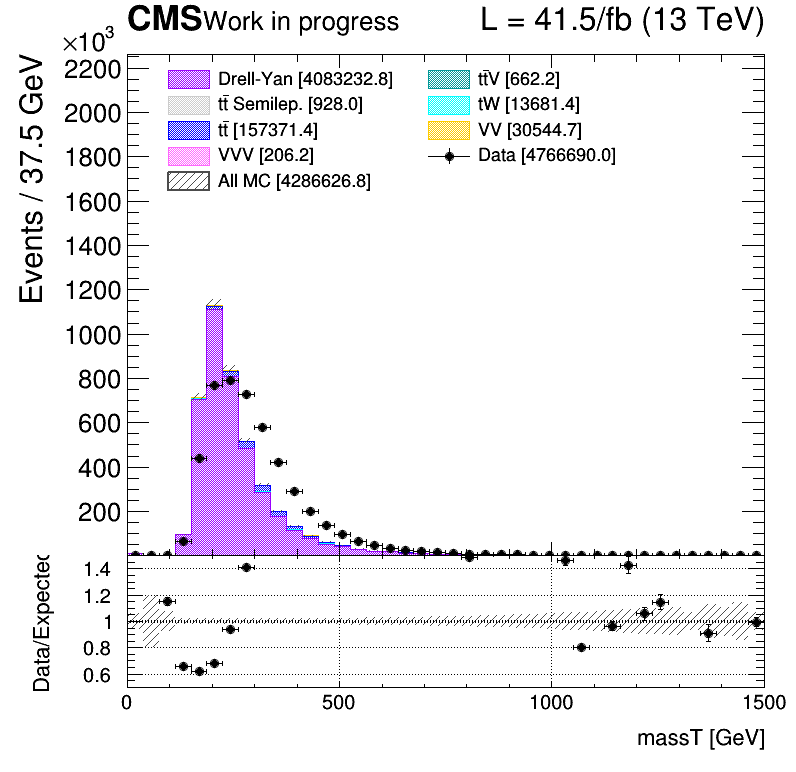 CMS Work in progress L = 41.5/fb (13 TeV)
×10³
Events / 37.5 GeV
2200
2000
1800
1600
1400
1200
1000
800
600
400
200
Drell-Yan [4083232.8]
tt̄ Semilep. [928.0]
tt̄ [157371.4]
VVV [206.2]
All MC [4286626.8]
tt̄V [662.2]
tW [13681.4]
VV [30544.7]
Data [4766690.0]
Data/Expected
1.4
1.2
1
0.8
0.6
0 500 1000 1500
massT [GeV]